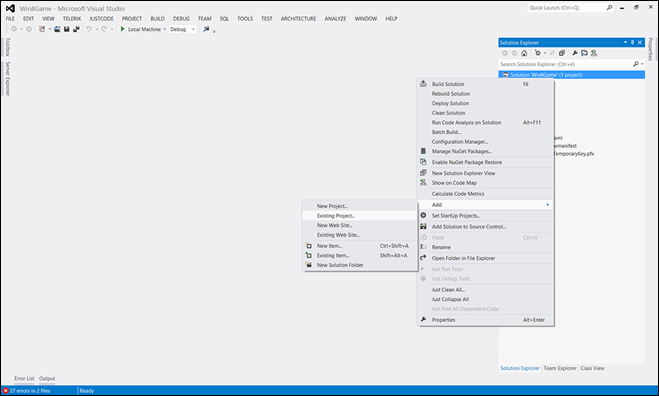 Win8Game - Microsoft Visual Studio
Quick Launch (Ctrl+Q)
FILE EDIT VIEW TELERIK JUSTCODE PROJECT BUILD DEBUG TEAM SQL TOOLS TEST ARCHITECTURE ANALYZE WINDOW HELP
Local Machine Debug
Toolbox
Server Explorer
Solution Explorer
Search Solution Explorer (Ctrl+č)
Solution 'Win8Game' (1 project)
Properties
Build Solution F6
Rebuild Solution
Deploy Solution
Clean Solution
Run Code Analysis on Solution Alt+F11
Batch Build...
Configuration Manager...
Manage NuGet Packages...
Enable NuGet Package Restore
New Solution Explorer View
Show on Code Map
Calculate Code Metrics
Add
Set StartUp Projects...
Add Solution to Source Control...
Paste Ctrl+V
Rename
Open Folder in File Explorer
Just Run Tests
Just Debug Tests
Just Clean All...
Just Collapse All
Just Find All Dependent Code
Properties Alt+Enter
New Project...
Existing Project...
New Web Site...
Existing Web Site...
New Item... Ctrl+Shift+A
Existing Item... Shift+Alt+A
New Solution Folder
aml
manifest
TemporaryKey.pfx
Solution Explorer Team Explorer Class View
Error List Output
27 errors in 2 files Ready